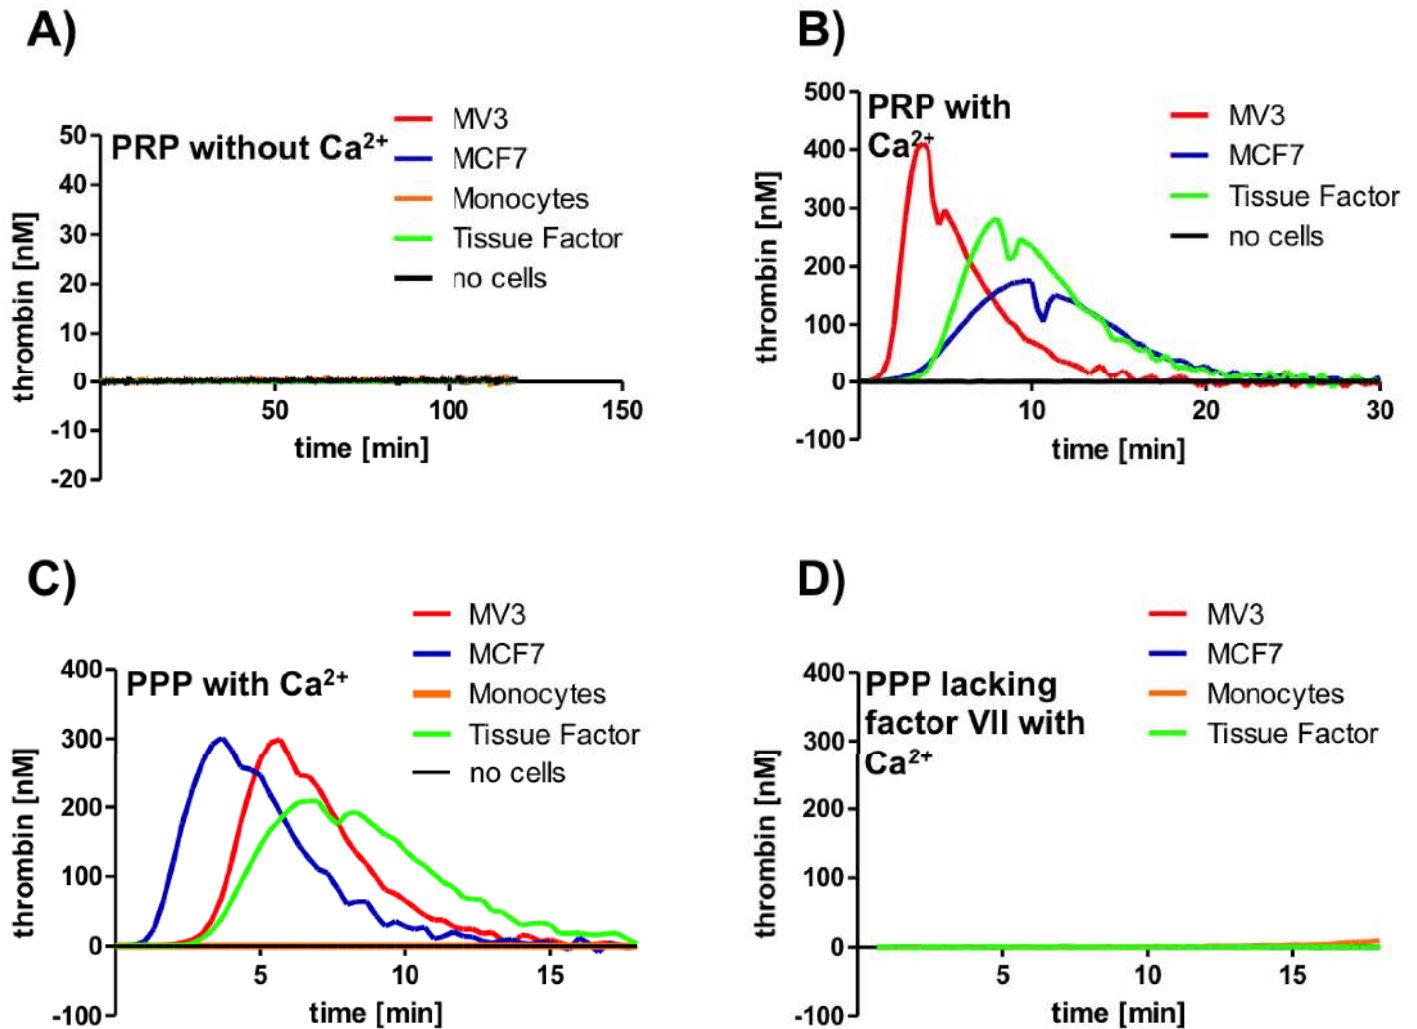 A)
PRP without Ca²⁺
MV3
MCF7
Monocytes
Tissue Factor
no cells
thrombin [nM]
50
40
30
20
10
0
-10
-20
50
100
150
time [min]
B)
PRP with
Ca²⁺
MV3
MCF7
Tissue Factor
no cells
thrombin [nM]
500
400
300
200
100
0
-100
10
20
30
time [min]
C)
PPP with Ca²⁺
MV3
MCF7
Monocytes
Tissue Factor
no cells
thrombin [nM]
400
300
200
100
0
-100
5
10
15
time [min]
D)
PPP lacking
factor VII with
Ca²⁺
MV3
MCF7
Monocytes
Tissue Factor
thrombin [nM]
400
300
200
100
0
-100
5
10
15
time [min]